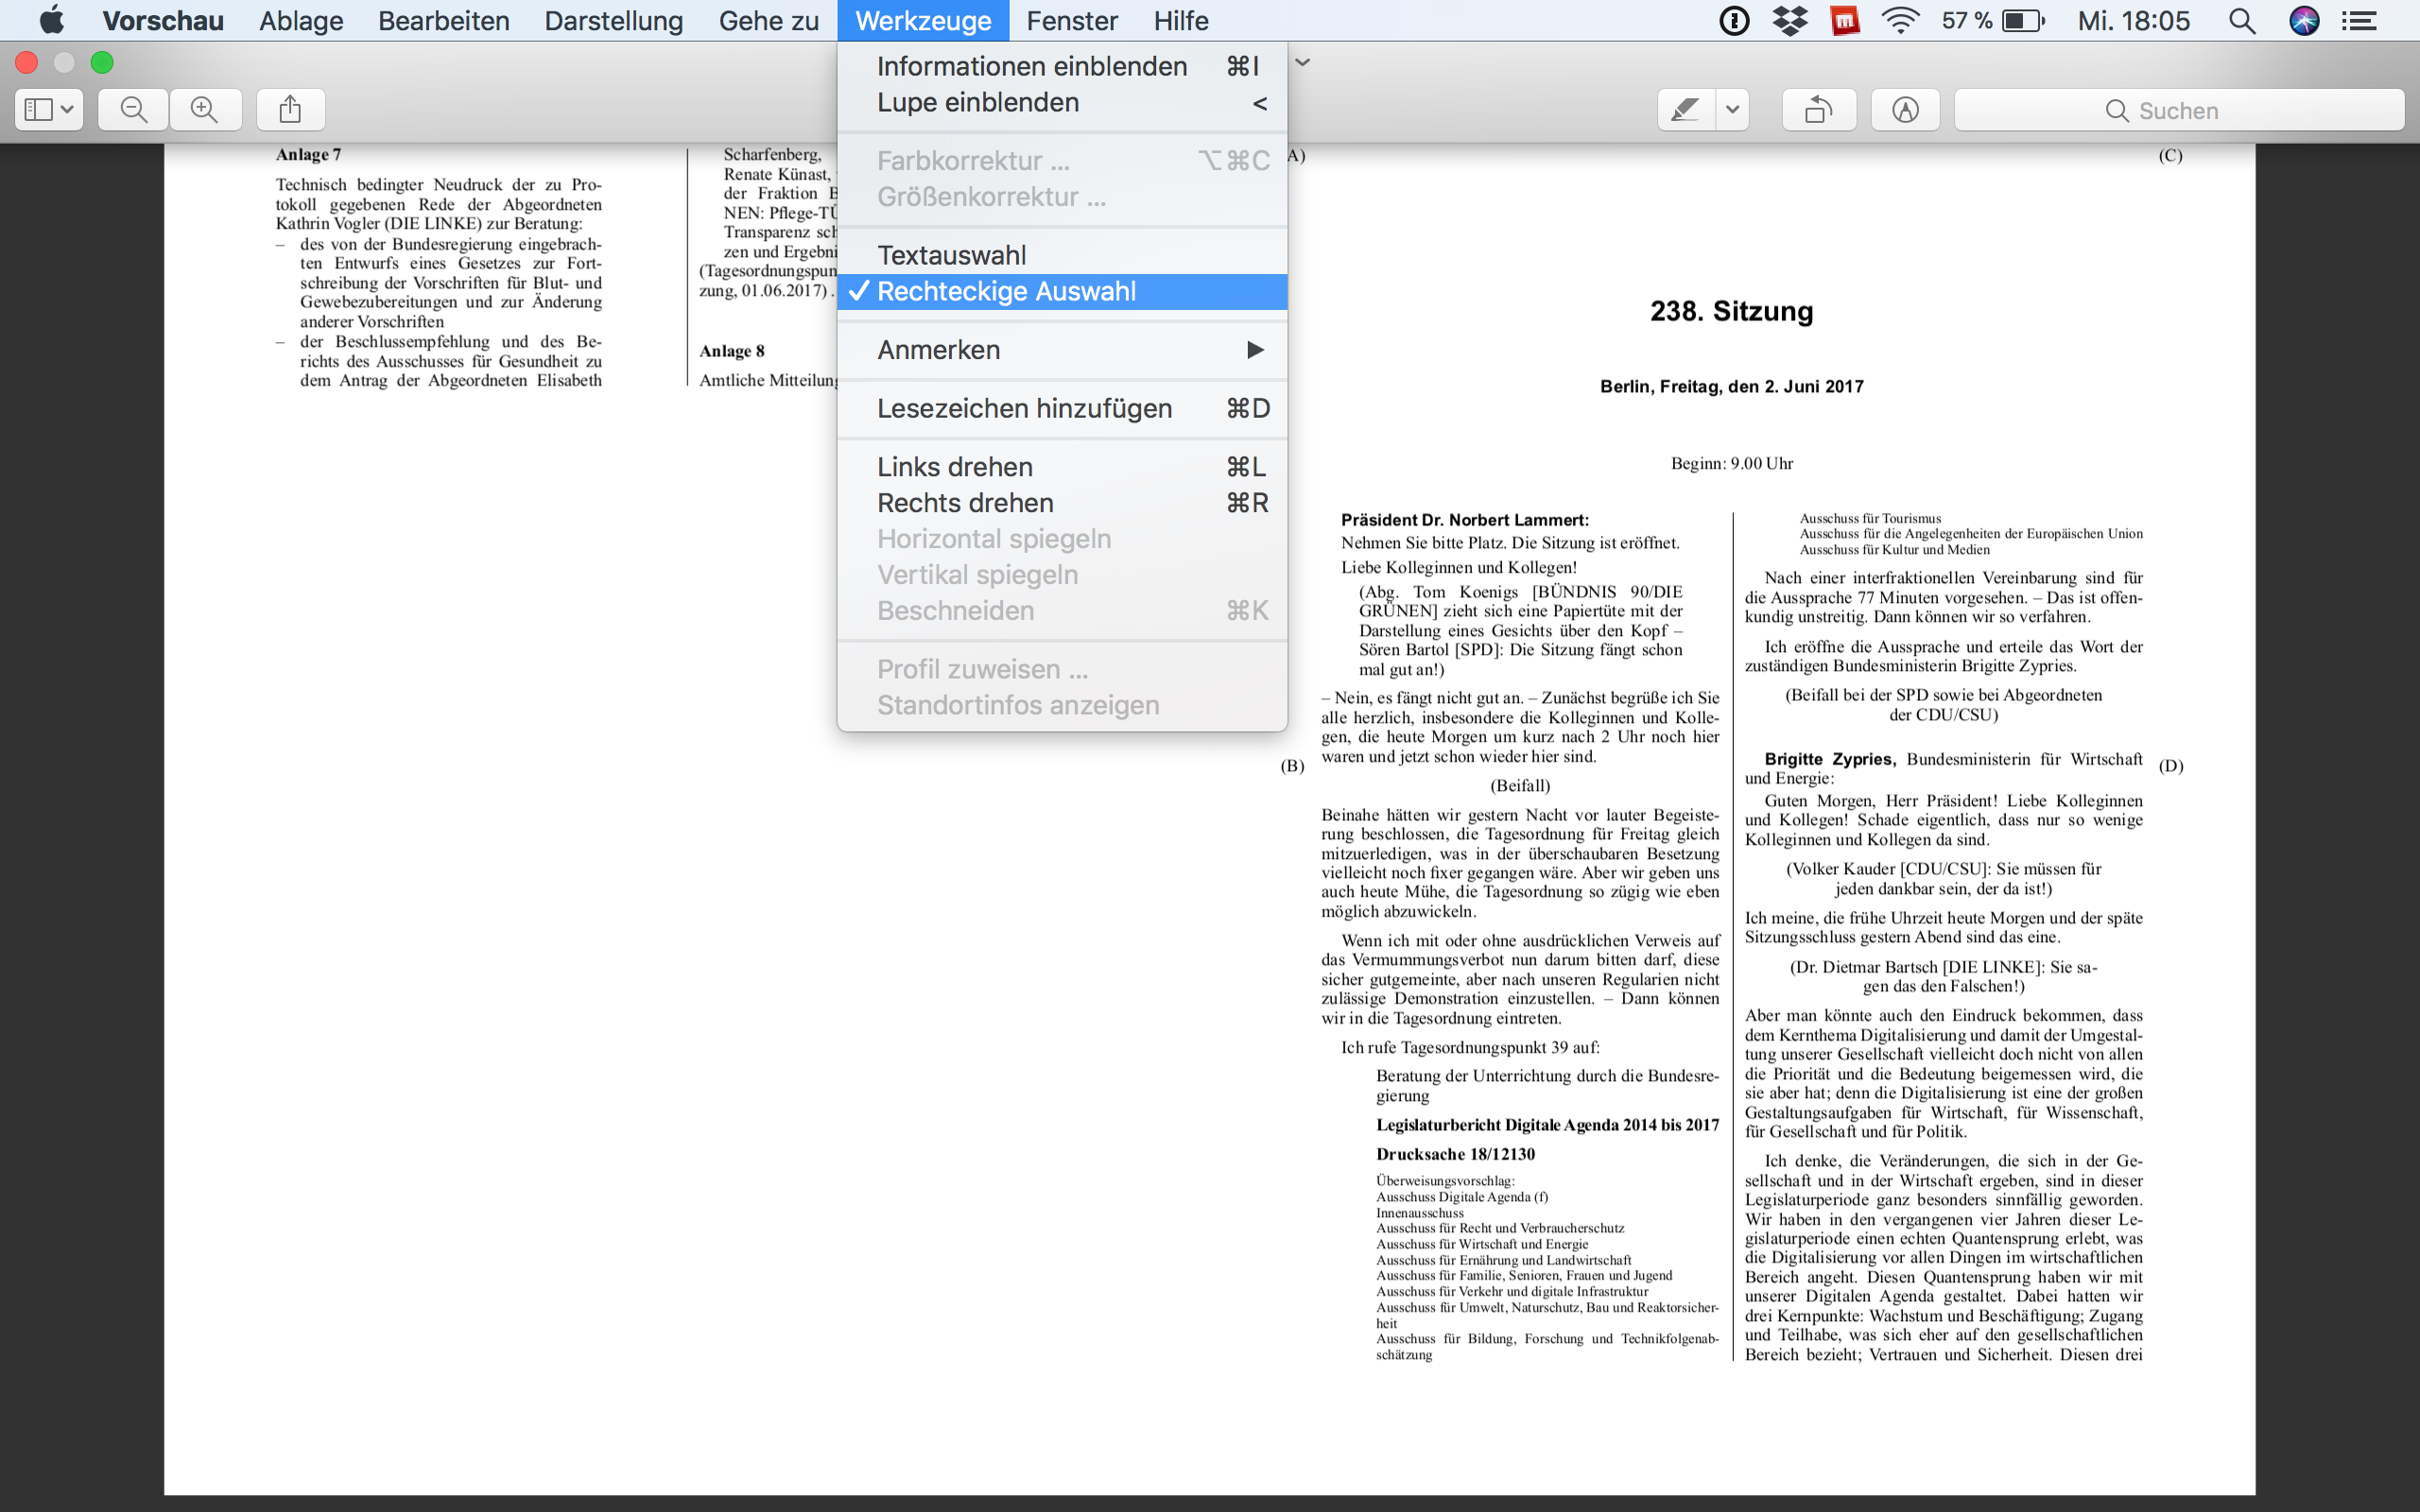 Vorschau Ablage Bearbeiten Darstellung Gehe zu Werkzeuge Fenster Hilfe 57 % Mi. 18:05
Suchen
Informationen einblenden ⌘I
Lupe einblenden <
Farbkorrektur ... ⌥⌘C
Größenkorrektur ...
Textauswahl
✓ Rechteckige Auswahl
Anmerken ▶
Lesezeichen hinzufügen ⌘D
Links drehen ⌘L
Rechts drehen ⌘R
Horizontal spiegeln
Vertikal spiegeln
Beschneiden ⌘K
Profil zuweisen ...
Standortinfos anzeigen
Anlage 7
Technisch bedingter Neudruck der zu Pro-
tokoll gegebenen Rede der Abgeordneten
Kathrin Vogler (DIE LINKE) zur Beratung:
– des von der Bundesregierung eingebrach-
ten Entwurfs eines Gesetzes zur Fort-
schreibung der Vorschriften für Blut- und
Gewebezubereitungen und zur Änderung
anderer Vorschriften
– der Beschlussempfehlung und des Be-
richts des Ausschusses für Gesundheit zu
dem Antrag der Abgeordneten Elisabeth
Scharfenberg,
Renate Künast,
der Fraktion
NEN: Pflege-TÜ
Transparenz sch
zen und Ergebni
(Tagesordnungspun
zung, 01.06.2017) .
Anlage 8
Amtliche Mitteilung
A)
(C)
238. Sitzung
Berlin, Freitag, den 2. Juni 2017
Beginn: 9.00 Uhr
Präsident Dr. Norbert Lammert:
Nehmen Sie bitte Platz. Die Sitzung ist eröffnet.
Liebe Kolleginnen und Kollegen!
(Abg. Tom Koenigs [BÜNDNIS 90/DIE
GRÜNEN] zieht sich eine Papiertüte mit der
Darstellung eines Gesichts über den Kopf –
Sören Bartol [SPD]: Die Sitzung fängt schon
mal gut an!)
– Nein, es fängt nicht gut an. – Zunächst begrüße ich Sie
alle herzlich, insbesondere die Kolleginnen und Kolle-
gen, die heute Morgen um kurz nach 2 Uhr noch hier
waren und jetzt schon wieder hier sind.
(B)
(Beifall)
Beinahe hätten wir gestern Nacht vor lauter Begeiste-
rung beschlossen, die Tagesordnung für Freitag gleich
mitzuerledigen, was in der überschaubaren Besetzung
vielleicht noch fixer gegangen wäre. Aber wir geben uns
auch heute Mühe, die Tagesordnung so zügig wie eben
möglich abzuwickeln.
Wenn ich mit oder ohne ausdrücklichen Verweis auf
das Vermummungsverbot nun darum bitten darf, diese
sicher gutgemeinte, aber nach unseren Regularien nicht
zulässige Demonstration einzustellen. – Dann können
wir in die Tagesordnung eintreten.
Ich rufe Tagesordnungspunkt 39 auf:
Beratung der Unterrichtung durch die Bundesre-
gierung
Legislaturbericht Digitale Agenda 2014 bis 2017
Drucksache 18/12130
Überweisungsvorschlag:
Ausschuss Digitale Agenda (f)
Innenausschuss
Ausschuss für Recht und Verbraucherschutz
Ausschuss für Wirtschaft und Energie
Ausschuss für Ernährung und Landwirtschaft
Ausschuss für Familie, Senioren, Frauen und Jugend
Ausschuss für Verkehr und digitale Infrastruktur
Ausschuss für Umwelt, Naturschutz, Bau und Reaktorsicher-
heit
Ausschuss für Bildung, Forschung und Technikfolgenab-
schätzung
Ausschuss für Tourismus
Ausschuss für die Angelegenheiten der Europäischen Union
Ausschuss für Kultur und Medien
Nach einer interfraktionellen Vereinbarung sind für
die Aussprache 77 Minuten vorgesehen. – Das ist offen-
kundig unstreitig. Dann können wir so verfahren.
Ich eröffne die Aussprache und erteile das Wort der
zuständigen Bundesministerin Brigitte Zypries.
(Beifall bei der SPD sowie bei Abgeordneten
der CDU/CSU)
Brigitte Zypries, Bundesministerin für Wirtschaft
und Energie:
(D)
Guten Morgen, Herr Präsident! Liebe Kolleginnen
und Kollegen! Schade eigentlich, dass nur so wenige
Kolleginnen und Kollegen da sind.
(Volker Kauder [CDU/CSU]: Sie müssen für
jeden dankbar sein, der da ist!)
Ich meine, die frühe Uhrzeit heute Morgen und der späte
Sitzungsschluss gestern Abend sind das eine.
(Dr. Dietmar Bartsch [DIE LINKE]: Sie sa-
gen das den Falschen!)
Aber man könnte auch den Eindruck bekommen, dass
dem Kernthema Digitalisierung und damit der Umgestal-
tung unserer Gesellschaft vielleicht doch nicht von allen
die Priorität und die Bedeutung beigemessen wird, die
sie aber hat; denn die Digitalisierung ist eine der großen
Gestaltungsaufgaben für Wirtschaft, für Wissenschaft,
für Gesellschaft und für Politik.
Ich denke, die Veränderungen, die sich in der Ge-
sellschaft und in der Wirtschaft ergeben, sind in dieser
Legislaturperiode ganz besonders sinnfällig geworden.
Wir haben in den vergangenen vier Jahren dieser Le-
gislaturperiode einen echten Quantensprung erlebt, was
die Digitalisierung vor allen Dingen im wirtschaftlichen
Bereich angeht. Diesen Quantensprung haben wir mit
unserer Digitalen Agenda gestaltet. Dabei hatten wir
drei Kernpunkte: Wachstum und Beschäftigung; Zugang
und Teilhabe, was sich eher auf den gesellschaftlichen
Bereich bezieht; Vertrauen und Sicherheit. Diesen drei